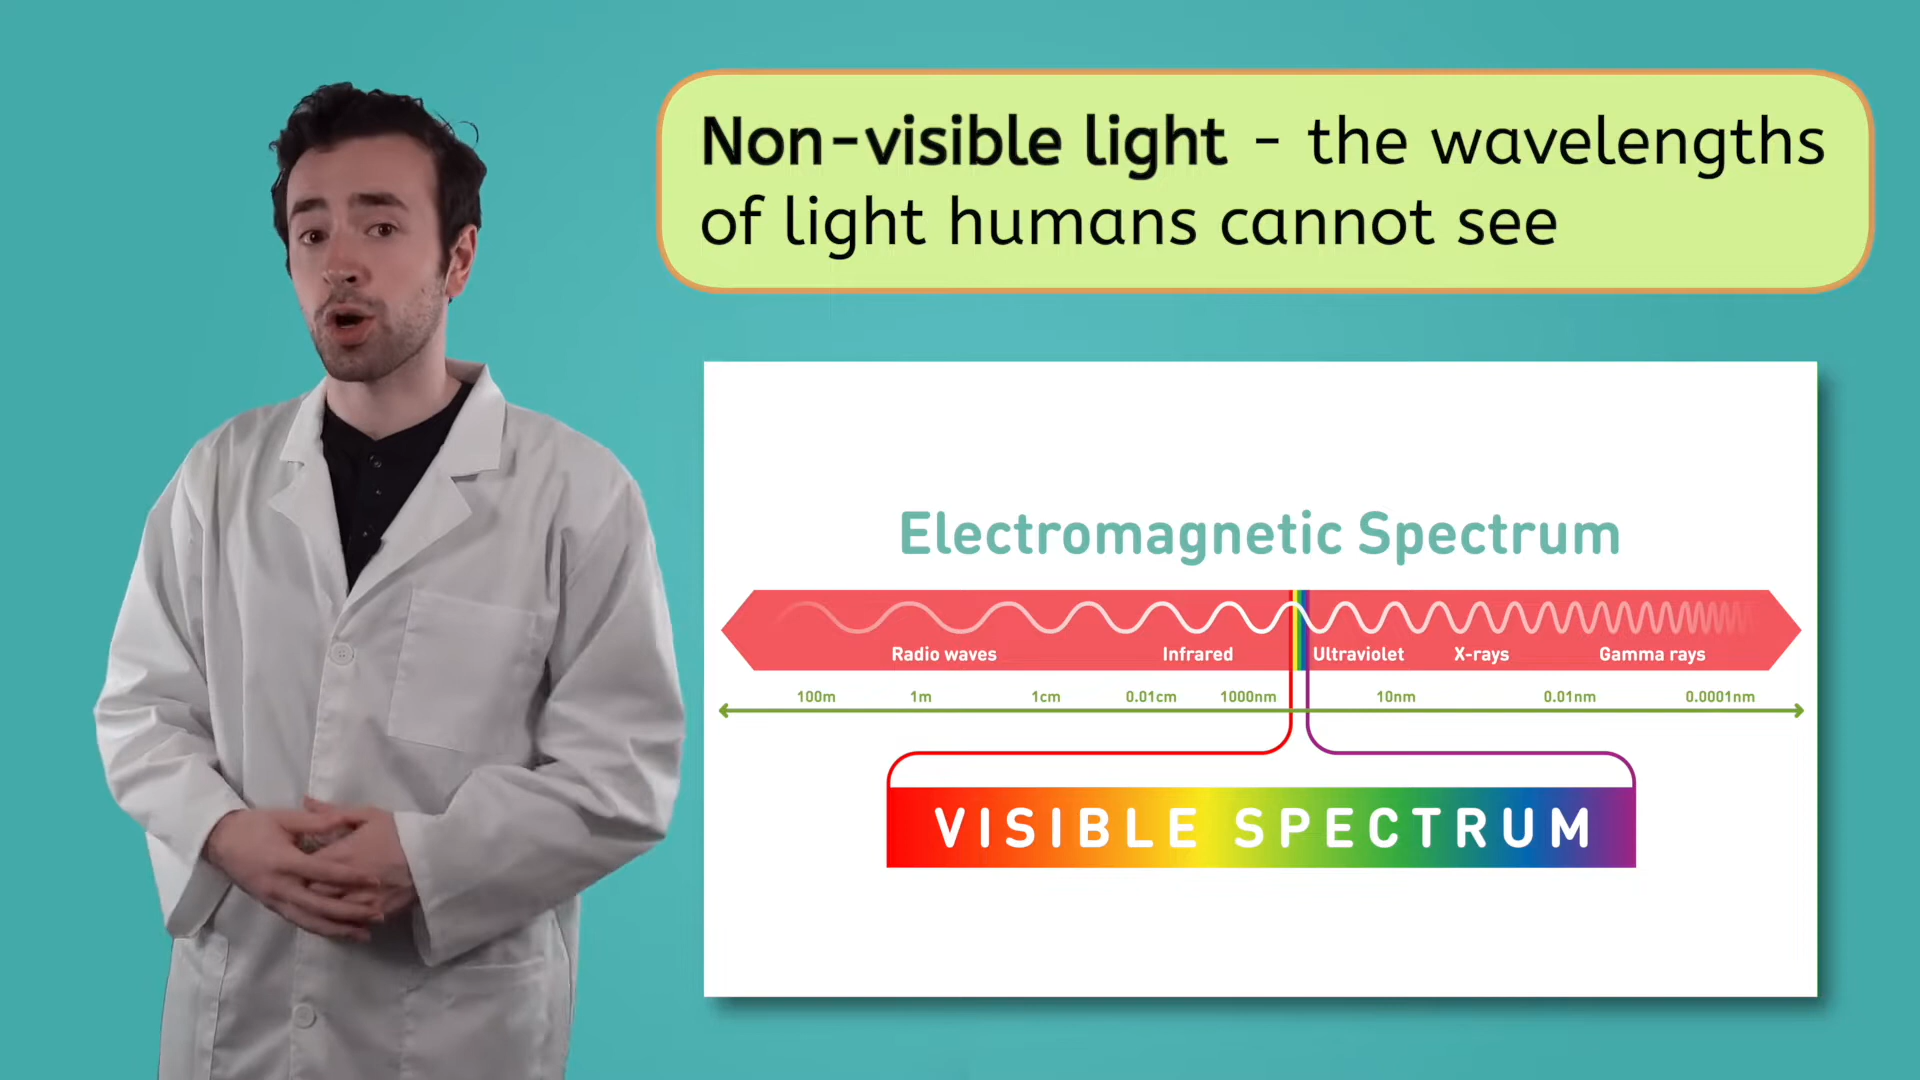 Non-visible light - the wavelengths
of light humans cannot see
Electromagnetic Spectrum
Radio waves Infrared Ultraviolet X-rays Gamma rays
100m 1m 1cm 0.01cm 1000nm 10nm 0.01nm 0.0001nm
VISIBLE SPECTRUM